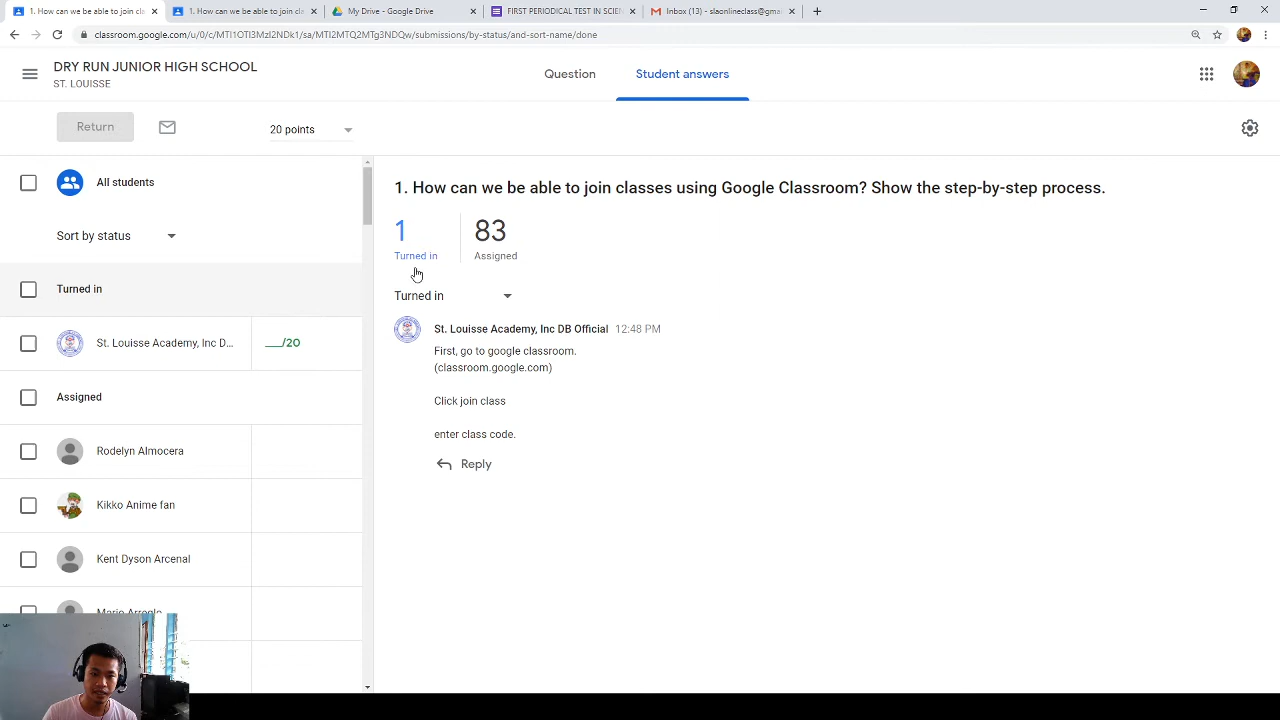 1. How can we be able to join cla
1. How can we be able to join cla
My Drive - Google Drive
FIRST PERIODICAL TEST IN SCIEN
Inbox (13) - slaonlineclass@gma
classroom.google.com/u/0/c/MTI1OTI3MzI2NDk1/sa/MTI2MTQ2MTg3NDQw/submissions/by-status/and-sort-name/done
DRY RUN JUNIOR HIGH SCHOOL
ST. LOUISSE
Question
Student answers
Return
20 points
All students
Sort by status
Turned in
St. Louisse Academy, Inc D...
__/20
Assigned
Rodelyn Almocera
Kikko Anime fan
Kent Dyson Arcenal
1. How can we be able to join classes using Google Classroom? Show the step-by-step process.
1
83
Turned in
Assigned
Turned in
St. Louisse Academy, Inc DB Official 12:48 PM
First, go to google classroom.
(classroom.google.com)
Click join class
enter class code.
Reply